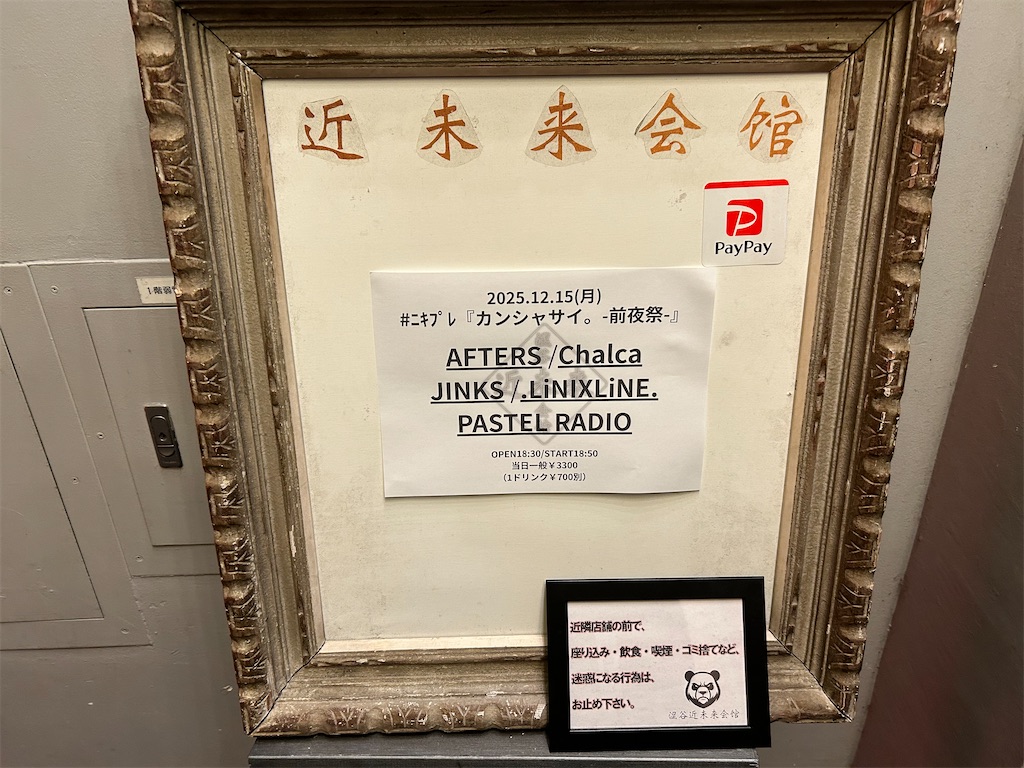 近未来会館
PayPay
1階弱
2025.12.15(月)
#ﾆｷﾌﾟﾚ『カンシャサイ。-前夜祭-』
AFTERS /Chalca
JINKS /.LiNIXLiNE.
PASTEL RADIO
OPEN18:30/START18:50
当日一般￥3300
（1ドリンク￥700別）
近隣店舗の前で、
座り込み・飲食・喫煙・ゴミ捨てなど、
迷惑になる行為は、
お止め下さい。
渋谷近未来会館